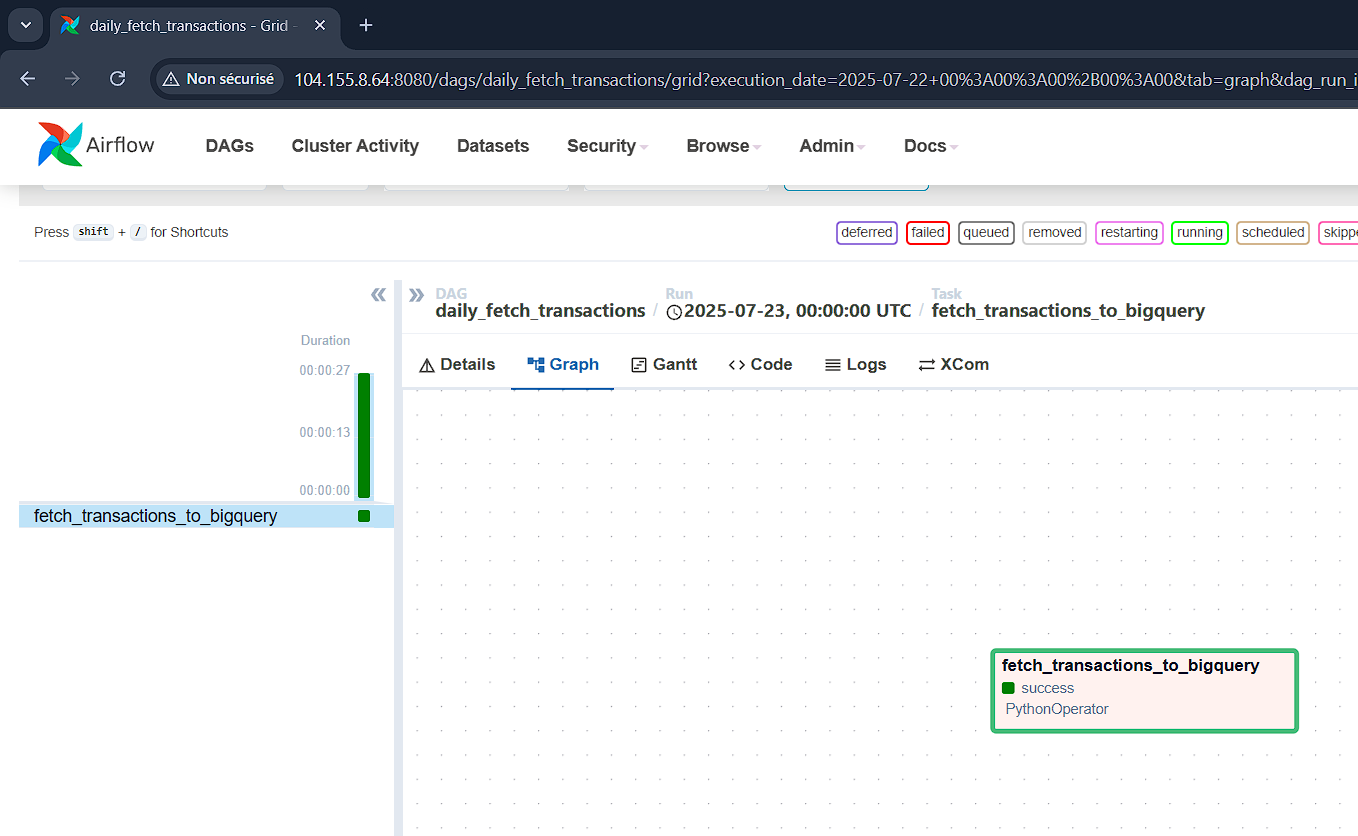 daily_fetch_transactions - Grid -
Non sécurisé 104.155.8.64:8080/dags/daily_fetch_transactions/grid?execution_date=2025-07-22+00%3A00%3A00%2B00%3A00&tab=graph&dag_run_i
Airflow DAGs Cluster Activity Datasets Security Browse Admin Docs
Press shift + / for Shortcuts deferred failed queued removed restarting running scheduled skippe
DAG Run Task
daily_fetch_transactions / 2025-07-23, 00:00:00 UTC / fetch_transactions_to_bigquery
Duration
Details Graph Gantt Code Logs XCom
00:00:27
00:00:13
00:00:00
fetch_transactions_to_bigquery
fetch_transactions_to_bigquery
success
PythonOperator